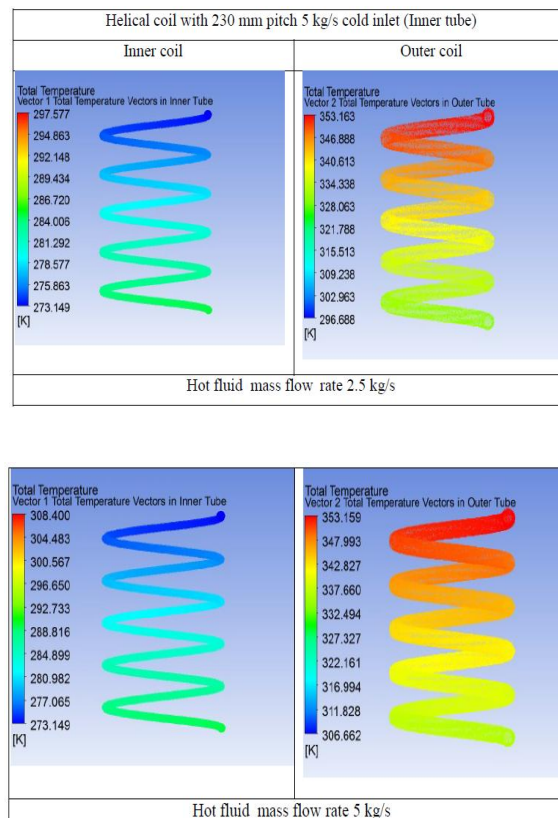 Helical coil with 230 mm pitch 5 kg/s cold inlet (Inner tube)
Inner coil
Outer coil
Total Temperature
Vector 1 Total Temperature Vectors in Inner Tube
297.577
294.863
292.148
289.434
286.720
284.006
281.292
278.577
275.863
273.149
[K]
Total Temperature
Vector 2 Total Temperature Vectors in Outer Tube
353.163
346.888
340.613
334.338
328.063
321.788
315.513
309.238
302.963
296.688
[K]
Hot fluid mass flow rate 2.5 kg/s
Total Temperature
Vector 1 Total Temperature Vectors in Inner Tube
308.400
304.483
300.567
296.650
292.733
288.816
284.899
280.982
277.065
273.149
[K]
Total Temperature
Vector 2 Total Temperature Vectors in Outer Tube
353.159
347.993
342.827
337.660
332.494
327.327
322.161
316.994
311.828
306.662
[K]
Hot fluid mass flow rate 5 kg/s